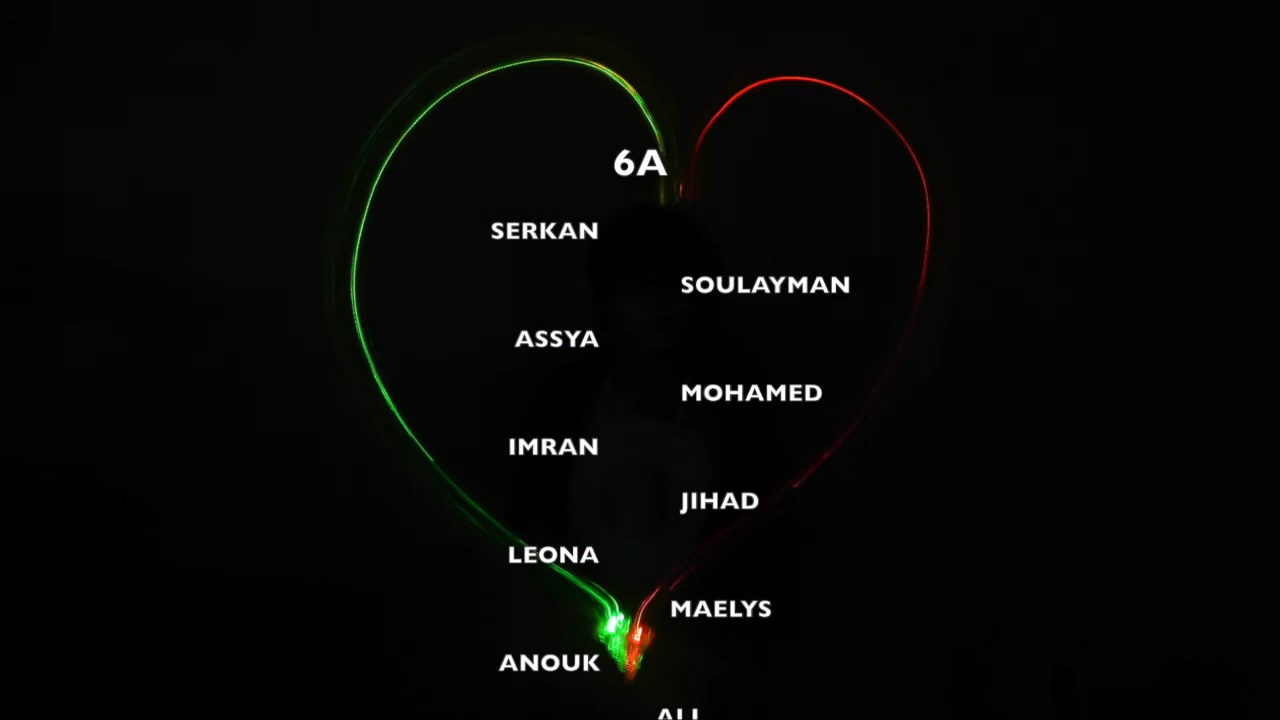 6A
SERKAN
SOULAYMAN
ASSYA
MOHAMED
IMRAN
JIHAD
LEONA
MAELYS
ANOUK